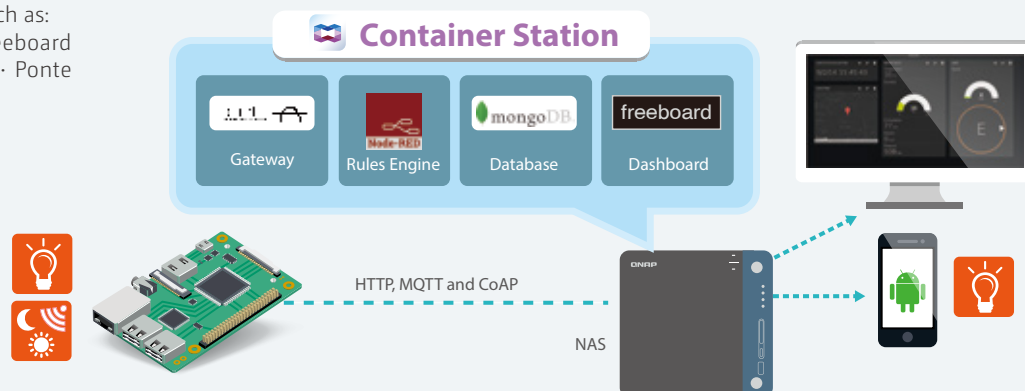 ch as:
eeboard
· Ponte
Container Station
Gateway
Node-RED
Rules Engine
mongoDB
Database
freeboard
Dashboard
HTTP, MQTT and CoAP
NAS
QNAP
E